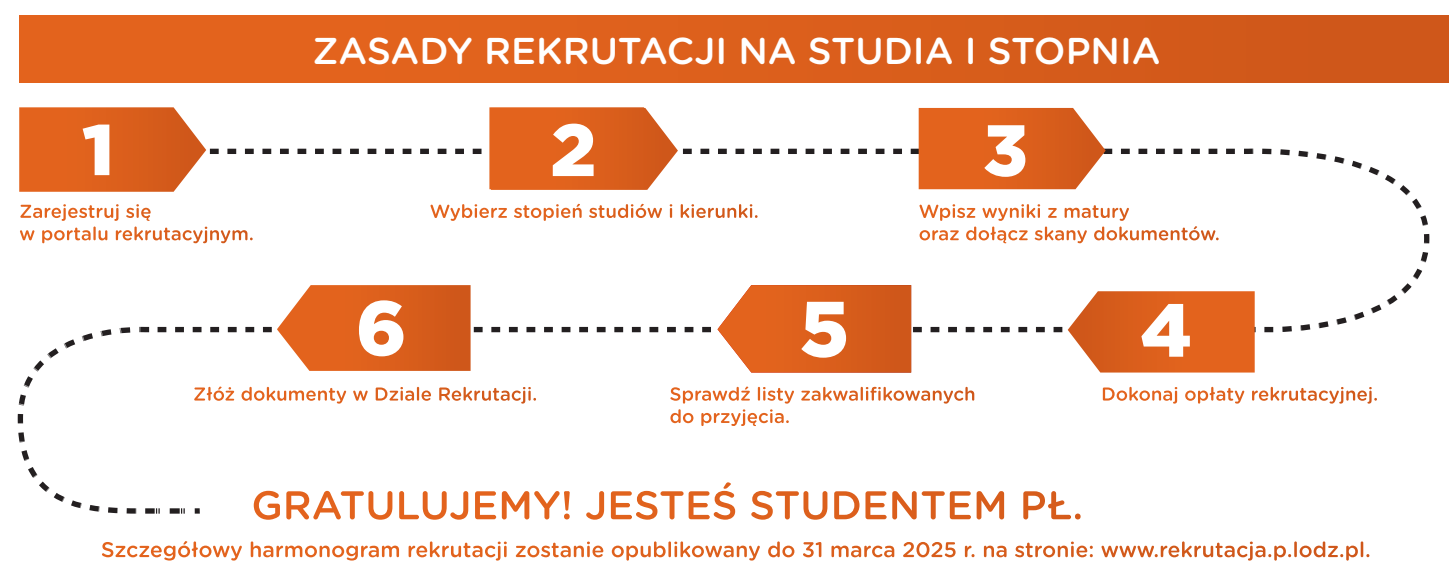 ZASADY REKRUTACJI NA STUDIA I STOPNIA
1
Zarejestruj się
w portalu rekrutacyjnym.
2
Wybierz stopień studiów i kierunki.
3
Wpisz wyniki z matury
oraz dołącz skany dokumentów.
4
Dokonaj opłaty rekrutacyjnej.
5
Sprawdź listy zakwalifikowanych
do przyjęcia.
6
Złóż dokumenty w Dziale Rekrutacji.
GRATULUJEMY! JESTEŚ STUDENTEM PŁ.
Szczegółowy harmonogram rekrutacji zostanie opublikowany do 31 marca 2025 r. na stronie: www.rekrutacja.p.lodz.pl.